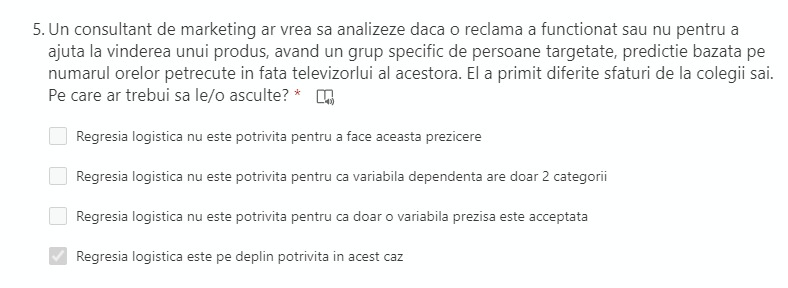 5. Un consultant de marketing ar vrea sa analizeze daca o reclama a functionat sau nu pentru a
ajuta la vinderea unui produs, avand un grup specific de persoane targetate, predictie bazata pe
numarul orelor petrecute in fata televizorlui al acestora. El a primit diferite sfaturi de la colegii sai.
Pe care ar trebui sa le/o asculte? *
Regresia logistica nu este potrivita pentru a face aceasta prezicere
Regresia logistica nu este potrivita pentru ca variabila dependenta are doar 2 categorii
Regresia logistica nu este potrivita pentru ca doar o variabila prezisa este acceptata
Regresia logistica este pe deplin potrivita in acest caz